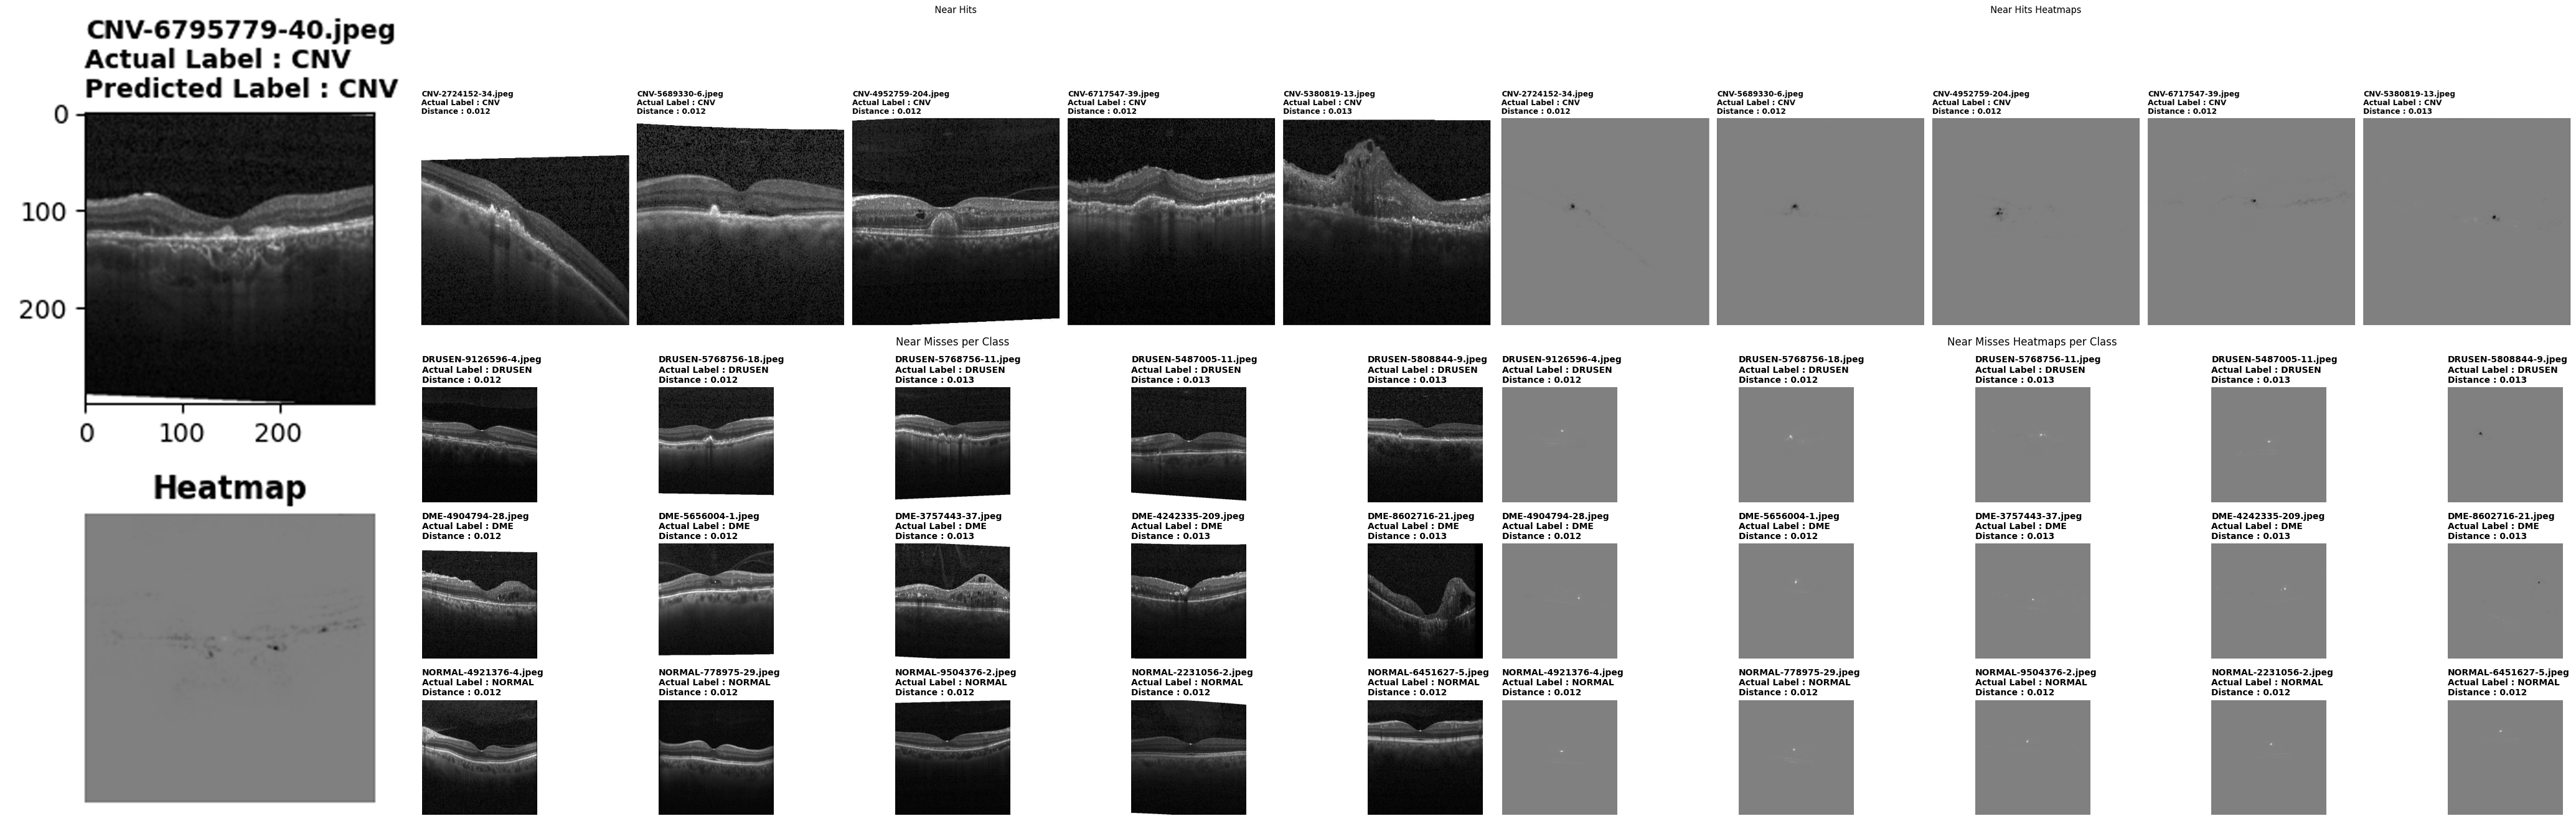 CNV-6795779-40.jpeg
Actual Label : CNV
Predicted Label : CNV
0
100
200
0 100 200
Heatmap
Near Hits
CNV-2724152-34.jpeg
Actual Label : CNV
Distance : 0.012
CNV-5689330-6.jpeg
Actual Label : CNV
Distance : 0.012
CNV-4952759-204.jpeg
Actual Label : CNV
Distance : 0.012
CNV-6717547-39.jpeg
Actual Label : CNV
Distance : 0.012
CNV-5380819-13.jpeg
Actual Label : CNV
Distance : 0.013
Near Hits Heatmaps
CNV-2724152-34.jpeg
Actual Label : CNV
Distance : 0.012
CNV-5689330-6.jpeg
Actual Label : CNV
Distance : 0.012
CNV-4952759-204.jpeg
Actual Label : CNV
Distance : 0.012
CNV-6717547-39.jpeg
Actual Label : CNV
Distance : 0.012
CNV-5380819-13.jpeg
Actual Label : CNV
Distance : 0.013
Near Misses per Class
DRUSEN-9126596-4.jpeg
Actual Label : DRUSEN
Distance : 0.012
DRUSEN-5768756-18.jpeg
Actual Label : DRUSEN
Distance : 0.012
DRUSEN-5768756-11.jpeg
Actual Label : DRUSEN
Distance : 0.013
DRUSEN-5487005-11.jpeg
Actual Label : DRUSEN
Distance : 0.013
DRUSEN-5808844-9.jpeg
Actual Label : DRUSEN
Distance : 0.013
DME-4904794-28.jpeg
Actual Label : DME
Distance : 0.012
DME-5656004-1.jpeg
Actual Label : DME
Distance : 0.012
DME-3757443-37.jpeg
Actual Label : DME
Distance : 0.013
DME-4242335-209.jpeg
Actual Label : DME
Distance : 0.013
DME-8602716-21.jpeg
Actual Label : DME
Distance : 0.013
NORMAL-4921376-4.jpeg
Actual Label : NORMAL
Distance : 0.012
NORMAL-778975-29.jpeg
Actual Label : NORMAL
Distance : 0.012
NORMAL-9504376-2.jpeg
Actual Label : NORMAL
Distance : 0.012
NORMAL-2231056-2.jpeg
Actual Label : NORMAL
Distance : 0.012
NORMAL-6451627-5.jpeg
Actual Label : NORMAL
Distance : 0.012
Near Misses Heatmaps per Class
DRUSEN-9126596-4.jpeg
Actual Label : DRUSEN
Distance : 0.012
DRUSEN-5768756-18.jpeg
Actual Label : DRUSEN
Distance : 0.012
DRUSEN-5768756-11.jpeg
Actual Label : DRUSEN
Distance : 0.013
DRUSEN-5487005-11.jpeg
Actual Label : DRUSEN
Distance : 0.013
DRUSEN-5808844-9.jpeg
Actual Label : DRUSEN
Distance : 0.013
DME-4904794-28.jpeg
Actual Label : DME
Distance : 0.012
DME-5656004-1.jpeg
Actual Label : DME
Distance : 0.012
DME-3757443-37.jpeg
Actual Label : DME
Distance : 0.013
DME-4242335-209.jpeg
Actual Label : DME
Distance : 0.013
DME-8602716-21.jpeg
Actual Label : DME
Distance : 0.013
NORMAL-4921376-4.jpeg
Actual Label : NORMAL
Distance : 0.012
NORMAL-778975-29.jpeg
Actual Label : NORMAL
Distance : 0.012
NORMAL-9504376-2.jpeg
Actual Label : NORMAL
Distance : 0.012
NORMAL-2231056-2.jpeg
Actual Label : NORMAL
Distance : 0.012
NORMAL-6451627-5.jpeg
Actual Label : NORMAL
Distance : 0.012